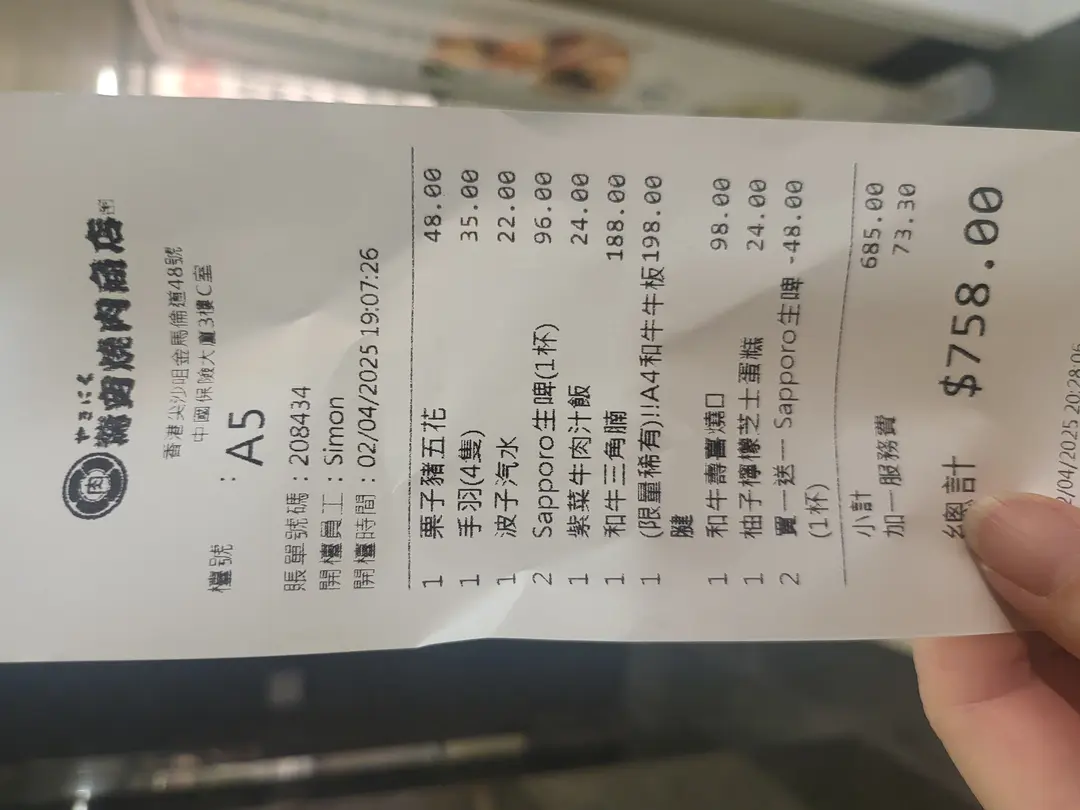 やきにく
燒肉商店
肉
香港尖沙咀金馬倫道48號
中國保險大廈3樓C室
檯號 : A5
賬單號碼 : 208434
開檯員工 : Simon
開檯時間 : 02/04/2025 19:07:26
1 栗子豬五花 48.00
1 手羽(4隻) 35.00
1 波子汽水 22.00
2 Sapporo生啤(1杯) 96.00
1 紫菜牛肉汁飯 24.00
1 和牛三角腩 188.00
1 (限量稀有)!!A4和牛牛板 198.00
腱
1 和牛壽喜燒口 98.00
1 柚子檸檬芝士蛋糕 24.00
2 買一送一 Sapporo生啤 -48.00
(1杯)
小計 685.00
加一服務費 73.30
總計 $758.00
2/04/2025 20:28:06